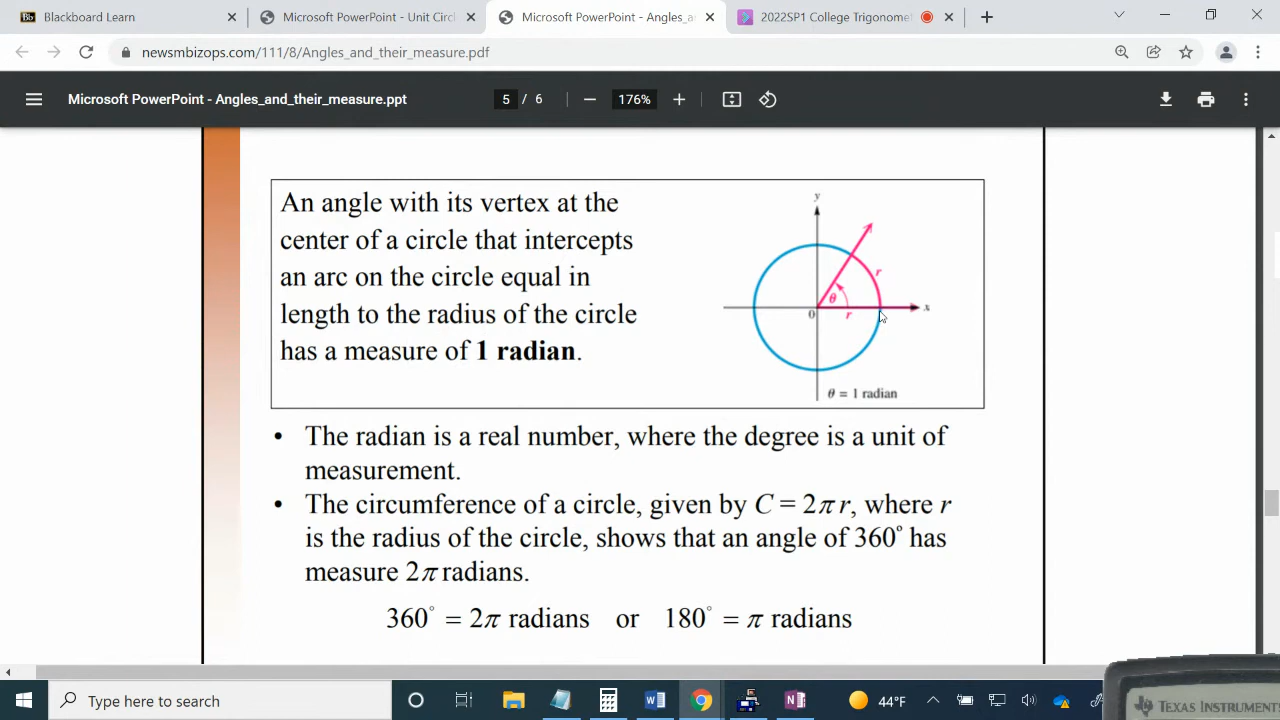 Bb Blackboard Learn
Microsoft PowerPoint - Unit Circ
Microsoft PowerPoint - Angles_a
2022SP1 College Trigonomet
newsmbizops.com/111/8/Angles_and_their_measure.pdf
Microsoft PowerPoint - Angles_and_their_measure.ppt
5 / 6
176%
An angle with its vertex at the
center of a circle that intercepts
an arc on the circle equal in
length to the radius of the circle
has a measure of 1 radian.
y
r
θ
0
r
x
θ = 1 radian
• The radian is a real number, where the degree is a unit of
measurement.
• The circumference of a circle, given by C = 2π r, where r
is the radius of the circle, shows that an angle of 360° has
measure 2π radians.
360° = 2π radians or 180° = π radians
Type here to search
44°F
TEXAS INSTRUMENTS